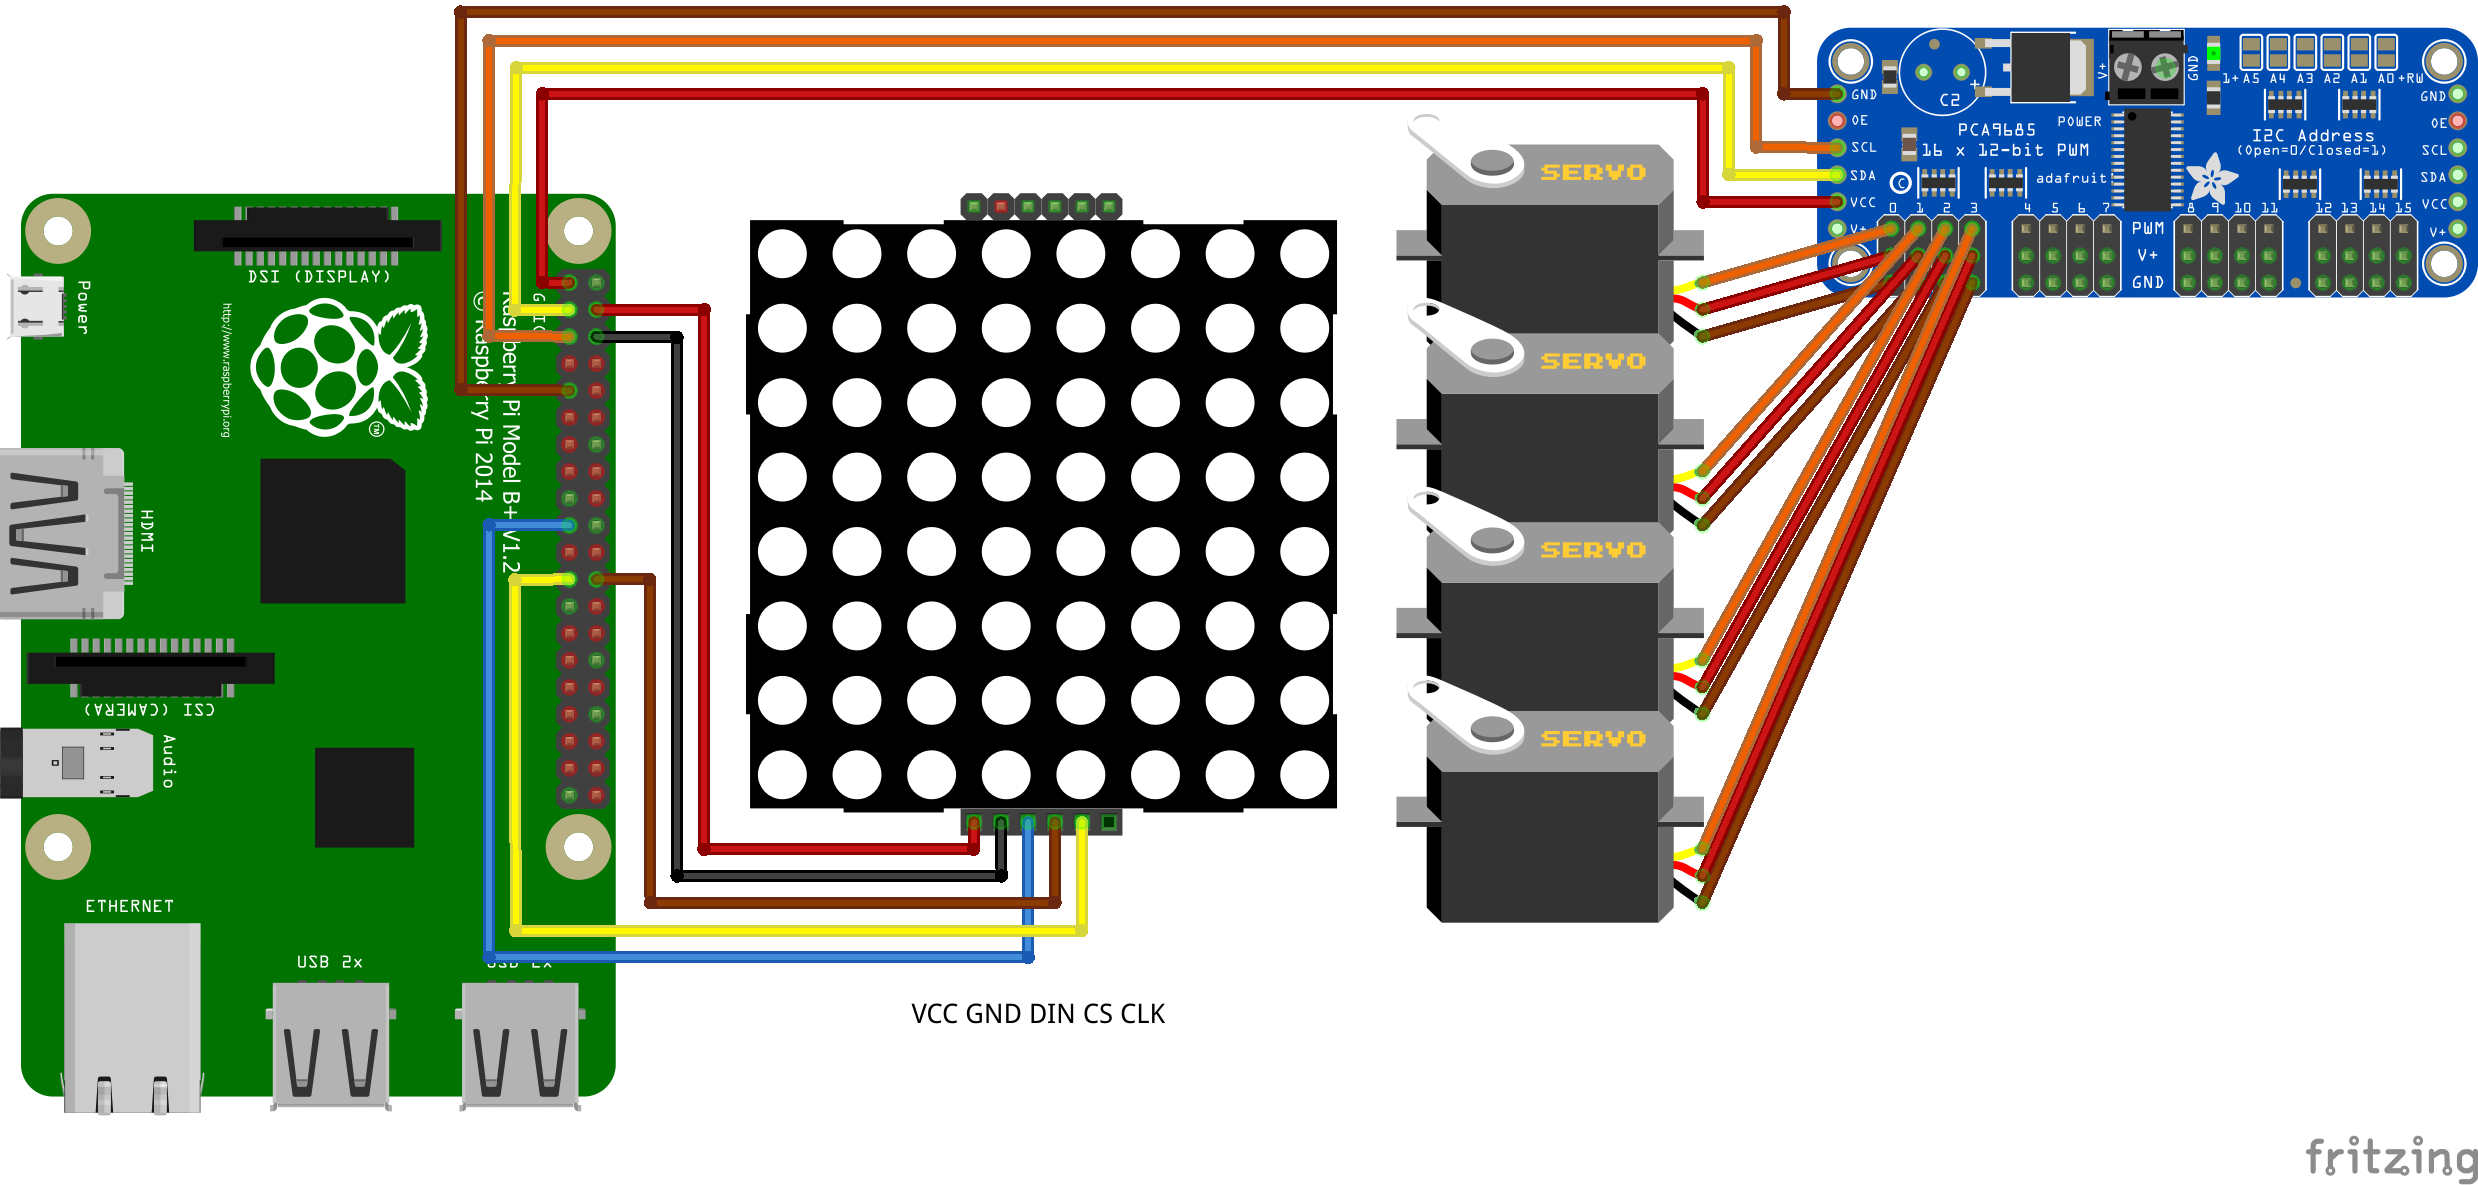 DSI (DISPLAY)
Power
http://www.raspberrypi.org
TM
Raspberry Pi Model B+ V1.2
© Raspberry Pi 2014
HDMI
CSI (CAMERA)
Audio
ETHERNET
USB 2x
USB 2x
VCC GND DIN CS CLK
SERVO
SERVO
SERVO
SERVO
GND
OE
SCL
SDA
VCC
V+
C2
+
PCA9685
16 x 12-bit PWM
POWER
adafruit
C
V+
GND
1+ A5 A4 A3 A2 A1 A0 +RW
I2C Address
(Open=0/Closed=1)
GND
OE
SCL
SDA
VCC
V+
0 1 2 3 4 5 6 7 8 9 10 11 12 13 14 15
PWM
V+
GND
fritzing